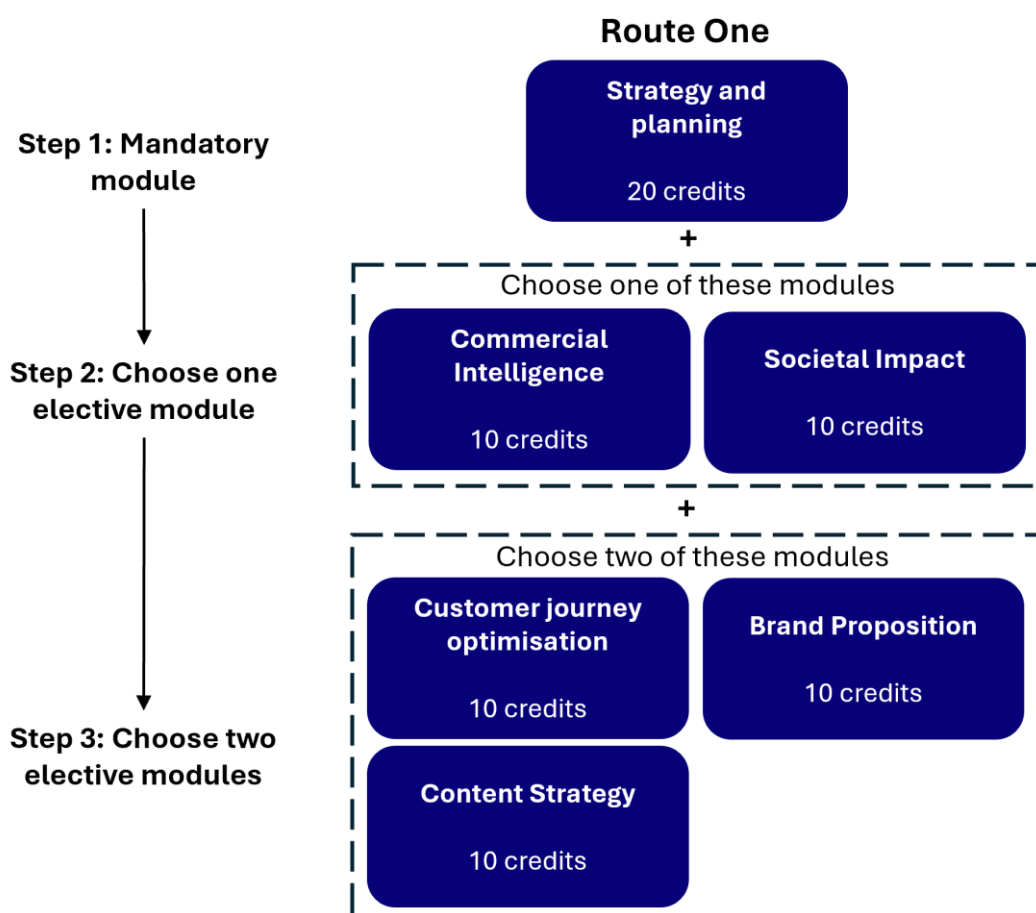 Route One
Step 1: Mandatory
module
Strategy and
planning
20 credits
+
Choose one of these modules
Step 2: Choose one
elective module
Commercial
Intelligence
10 credits
Societal Impact
10 credits
+
Choose two of these modules
Customer journey
optimisation
10 credits
Brand Proposition
10 credits
Step 3: Choose two
elective modules
Content Strategy
10 credits